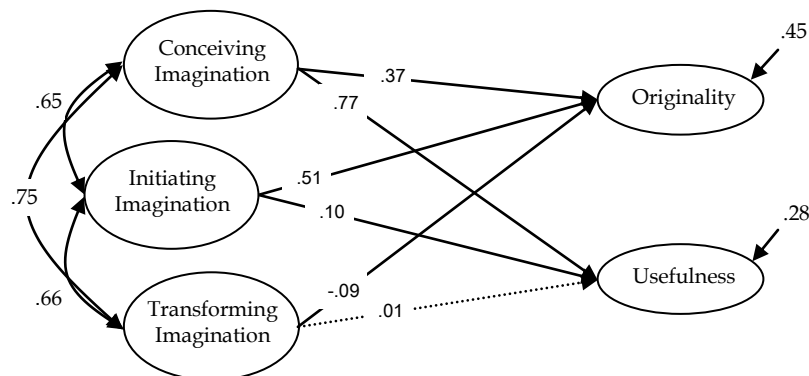 Conceiving
Imagination
.45
.37
Originality
.65
.77
Initiating
Imagination
.51
.75
.10
.28
Usefulness
.66
Transforming
Imagination
-.09
.01